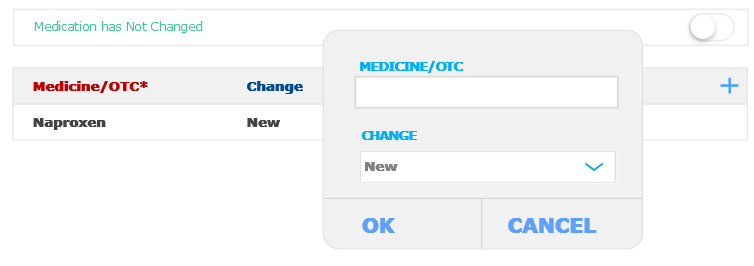 Medication has Not Changed
Medicine/OTC* Change +
Naproxen New
MEDICINE/OTC
CHANGE
New
OK CANCEL